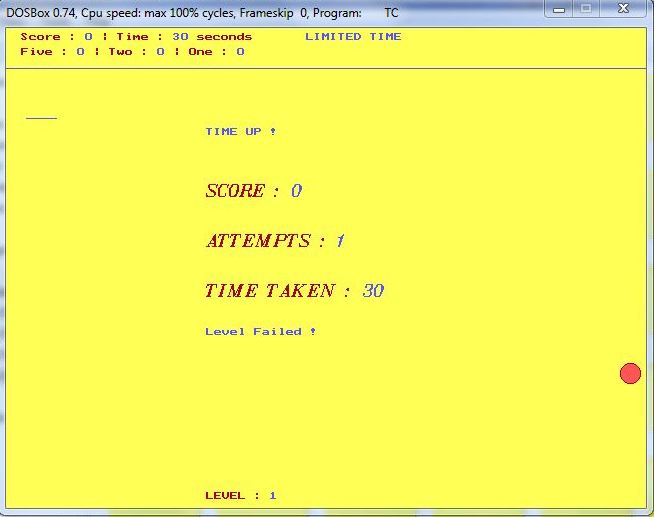 DOSBox 0.74, Cpu speed: max 100% cycles, Frameskip 0, Program: TC
Score : 0 ¦ Time : 30 seconds LIMITED TIME
Five : 0 ¦ Two : 0 ¦ One : 0
TIME UP !
SCORE : 0
ATTEMPTS : 1
TIME TAKEN : 30
Level Failed !
LEVEL : 1